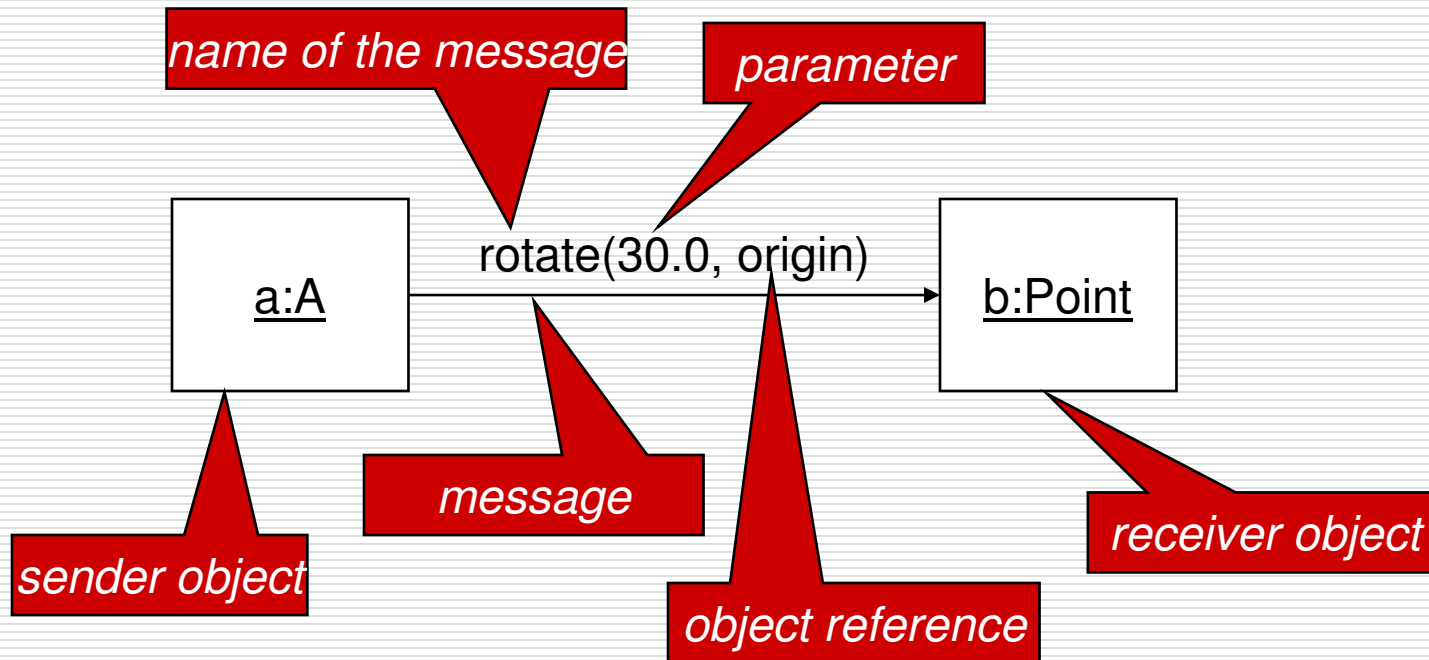 name of the message
parameter
rotate(30.0, origin)
a:A
b:Point
message
receiver object
sender object
object reference